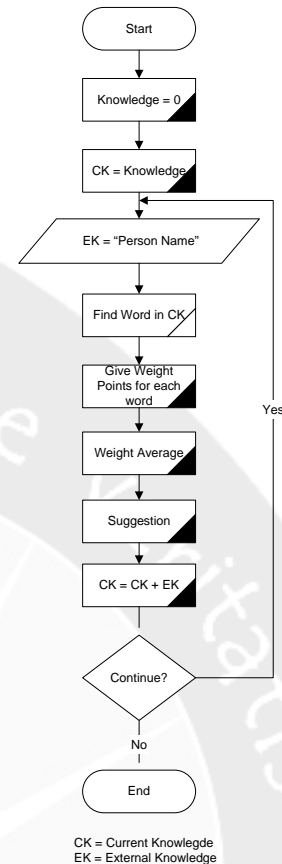 Start
Knowledge = 0
CK = Knowledge
EK = “Person Name”
Find Word in CK
Give Weight
Points for each
word
Yes
Weight Average
Suggestion
CK = CK + EK
Continue?
No
End
CK = Current Knowlegde
EK = External Knowledge